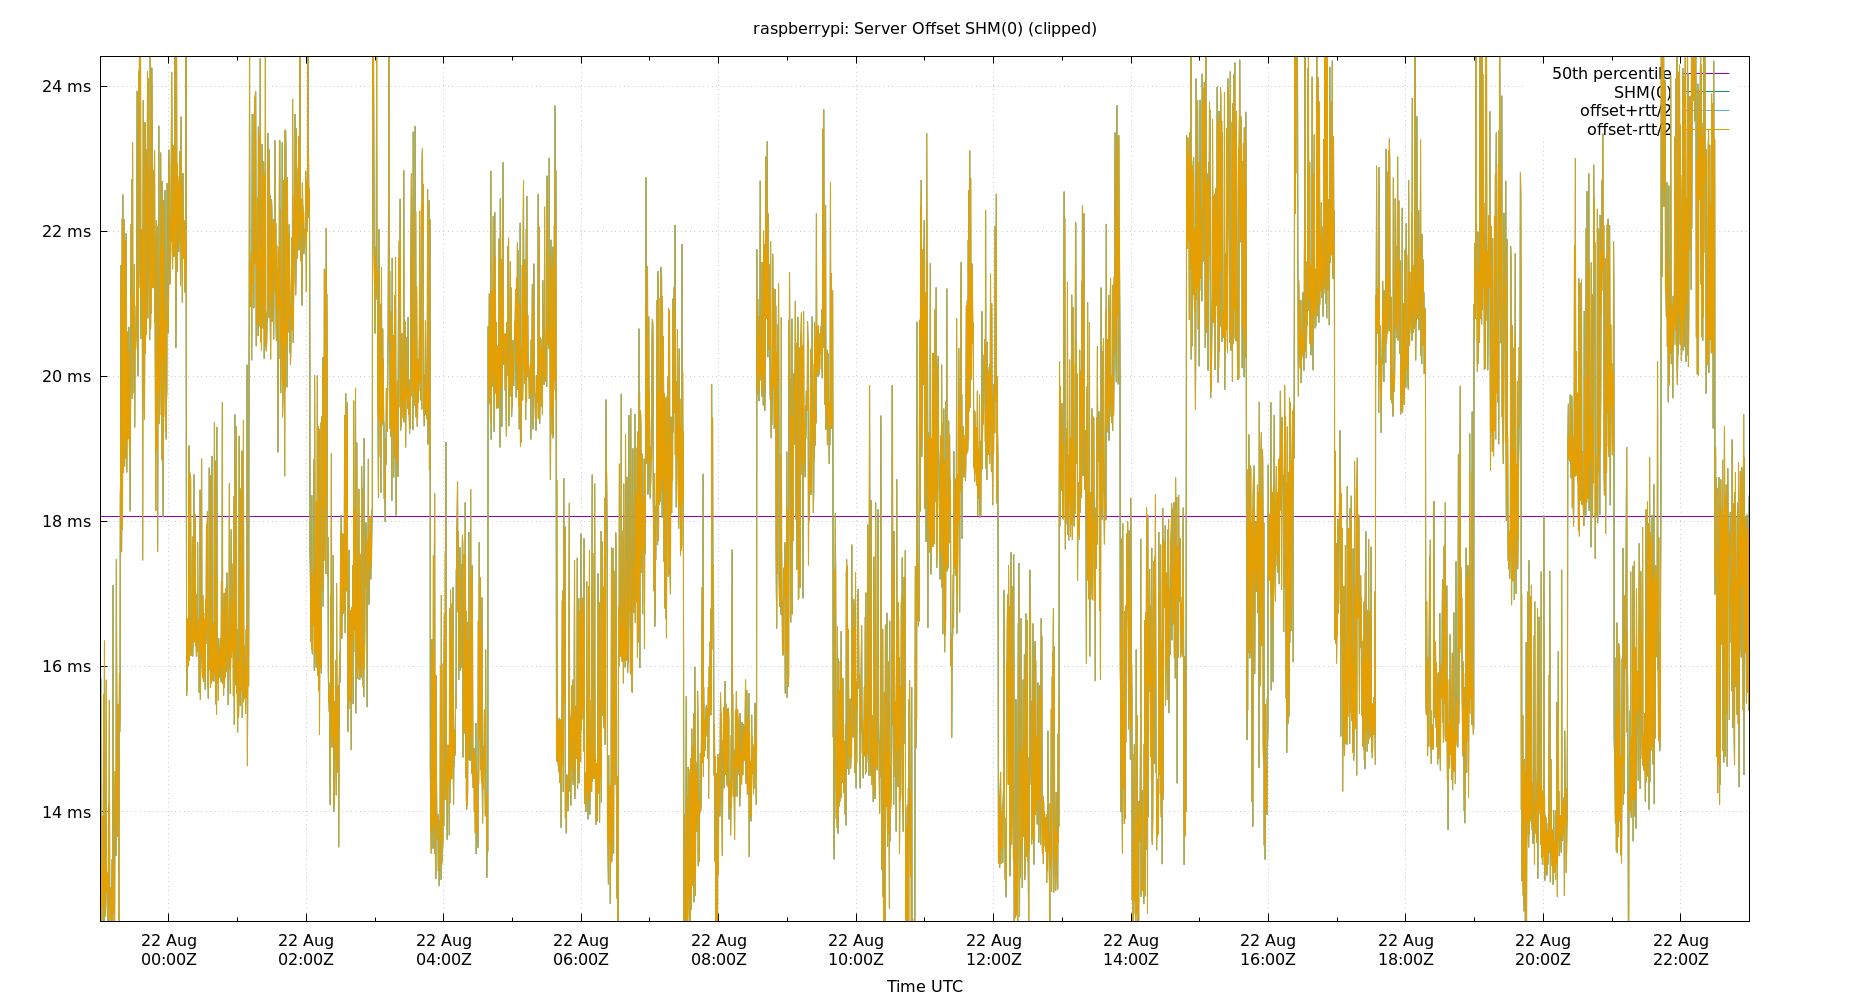 raspberrypi: Server Offset SHM(0) (clipped)
24 ms
22 ms
20 ms
18 ms
16 ms
14 ms
50th percentile
SHM(0)
offset+rtt/2
offset-rtt/2
22 Aug 22 Aug 22 Aug 22 Aug 22 Aug 22 Aug 22 Aug 22 Aug 22 Aug 22 Aug 22 Aug 22 Aug
00:00Z 02:00Z 04:00Z 06:00Z 08:00Z 10:00Z 12:00Z 14:00Z 16:00Z 18:00Z 20:00Z 22:00Z
Time UTC